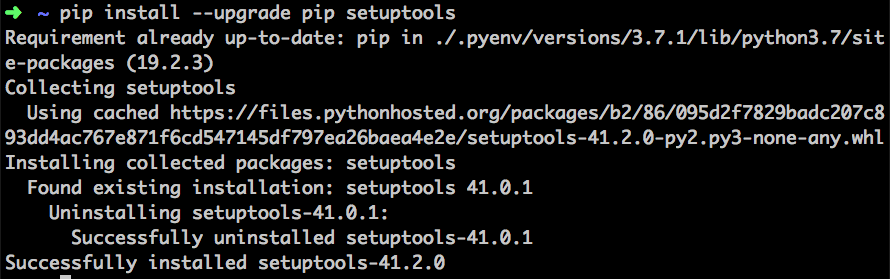 ➜ ~ pip install --upgrade pip setuptools
Requirement already up-to-date: pip in ./.pyenv/versions/3.7.1/lib/python3.7/sit
e-packages (19.2.3)
Collecting setuptools
  Using cached https://files.pythonhosted.org/packages/b2/86/095d2f7829badc207c8
93dd4ac767e871f6cd547145df797ea26baea4e2e/setuptools-41.2.0-py2.py3-none-any.whl
Installing collected packages: setuptools
  Found existing installation: setuptools 41.0.1
    Uninstalling setuptools-41.0.1:
      Successfully uninstalled setuptools-41.0.1
Successfully installed setuptools-41.2.0